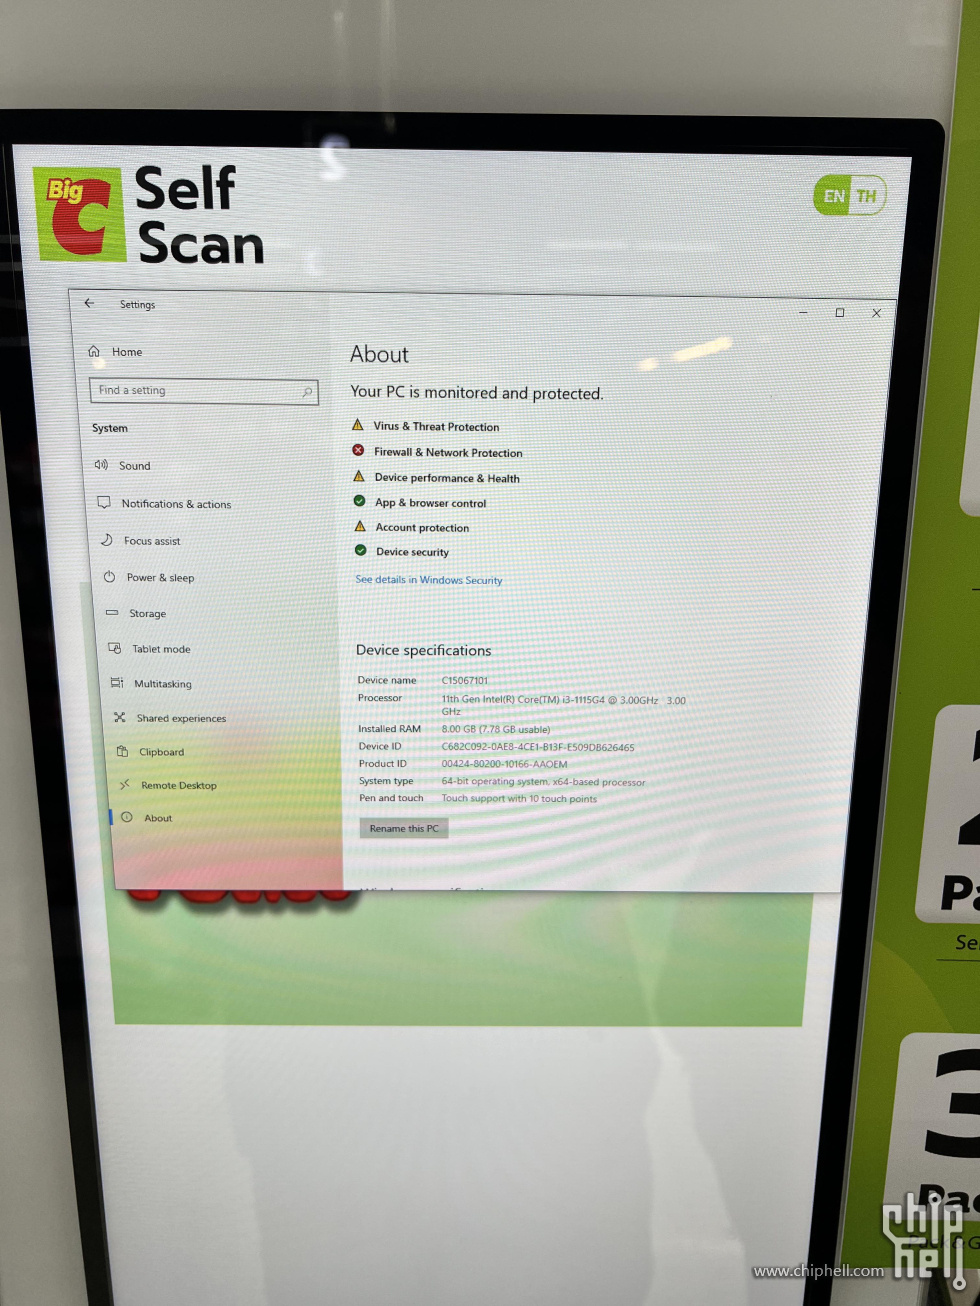 Big C
Self
Scan
EN TH
Settings
Home
Find a setting
System
Sound
Notifications & actions
Focus assist
Power & sleep
Storage
Tablet mode
Multitasking
Shared experiences
Clipboard
Remote Desktop
About
About
Your PC is monitored and protected.
Virus & Threat Protection
Firewall & Network Protection
Device performance & Health
App & browser control
Account protection
Device security
See details in Windows Security
Device specifications
Device name C15067101
Processor 11th Gen Intel(R) Core(TM) i3-1115G4 @ 3.00GHz 3.00
GHz
Installed RAM 8.00 GB (7.78 GB usable)
Device ID C682C092-0AE8-4CE1-B13F-E509DB626465
Product ID 00424-80200-10166-AAOEM
System type 64-bit operating system, x64-based processor
Pen and touch Touch support with 10 touch points
Rename this PC
2
Pa
Se
3
Pac
chip
hell
www.chiphell.com